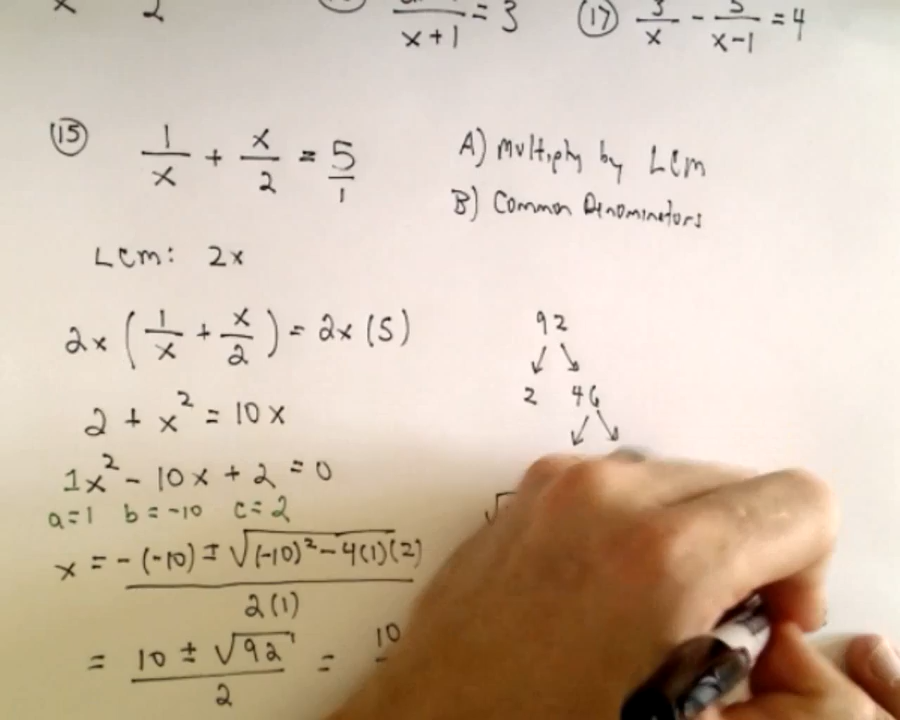 x 2
x+1 = 3
(17) 3/x - 5/(x-1) = 4
(15) 1/x + x/2 = 5/1
A) Multiply by LCM
B) Common Denominators
LCM: 2x
2x ( 1/x + x/2 ) = 2x (5)
2 + x² = 10x
1x² - 10x + 2 = 0
a=1 b=-10 c=2
x = (-(-10) ± √((-10)² - 4(1)(2))) / 2(1)
= (10 ± √92) / 2 = 10
92
2 46
√